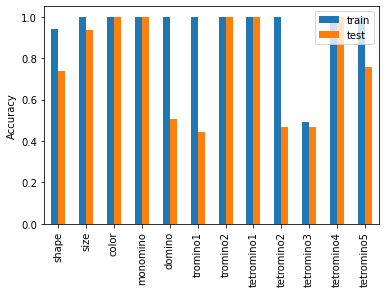 train
test
1.0
0.8
0.6
0.4
0.2
0.0
Accuracy
shape
size
color
monomino
domino
tromino1
tromino2
tetromino1
tetromino2
tetromino3
tetromino4
tetromino5